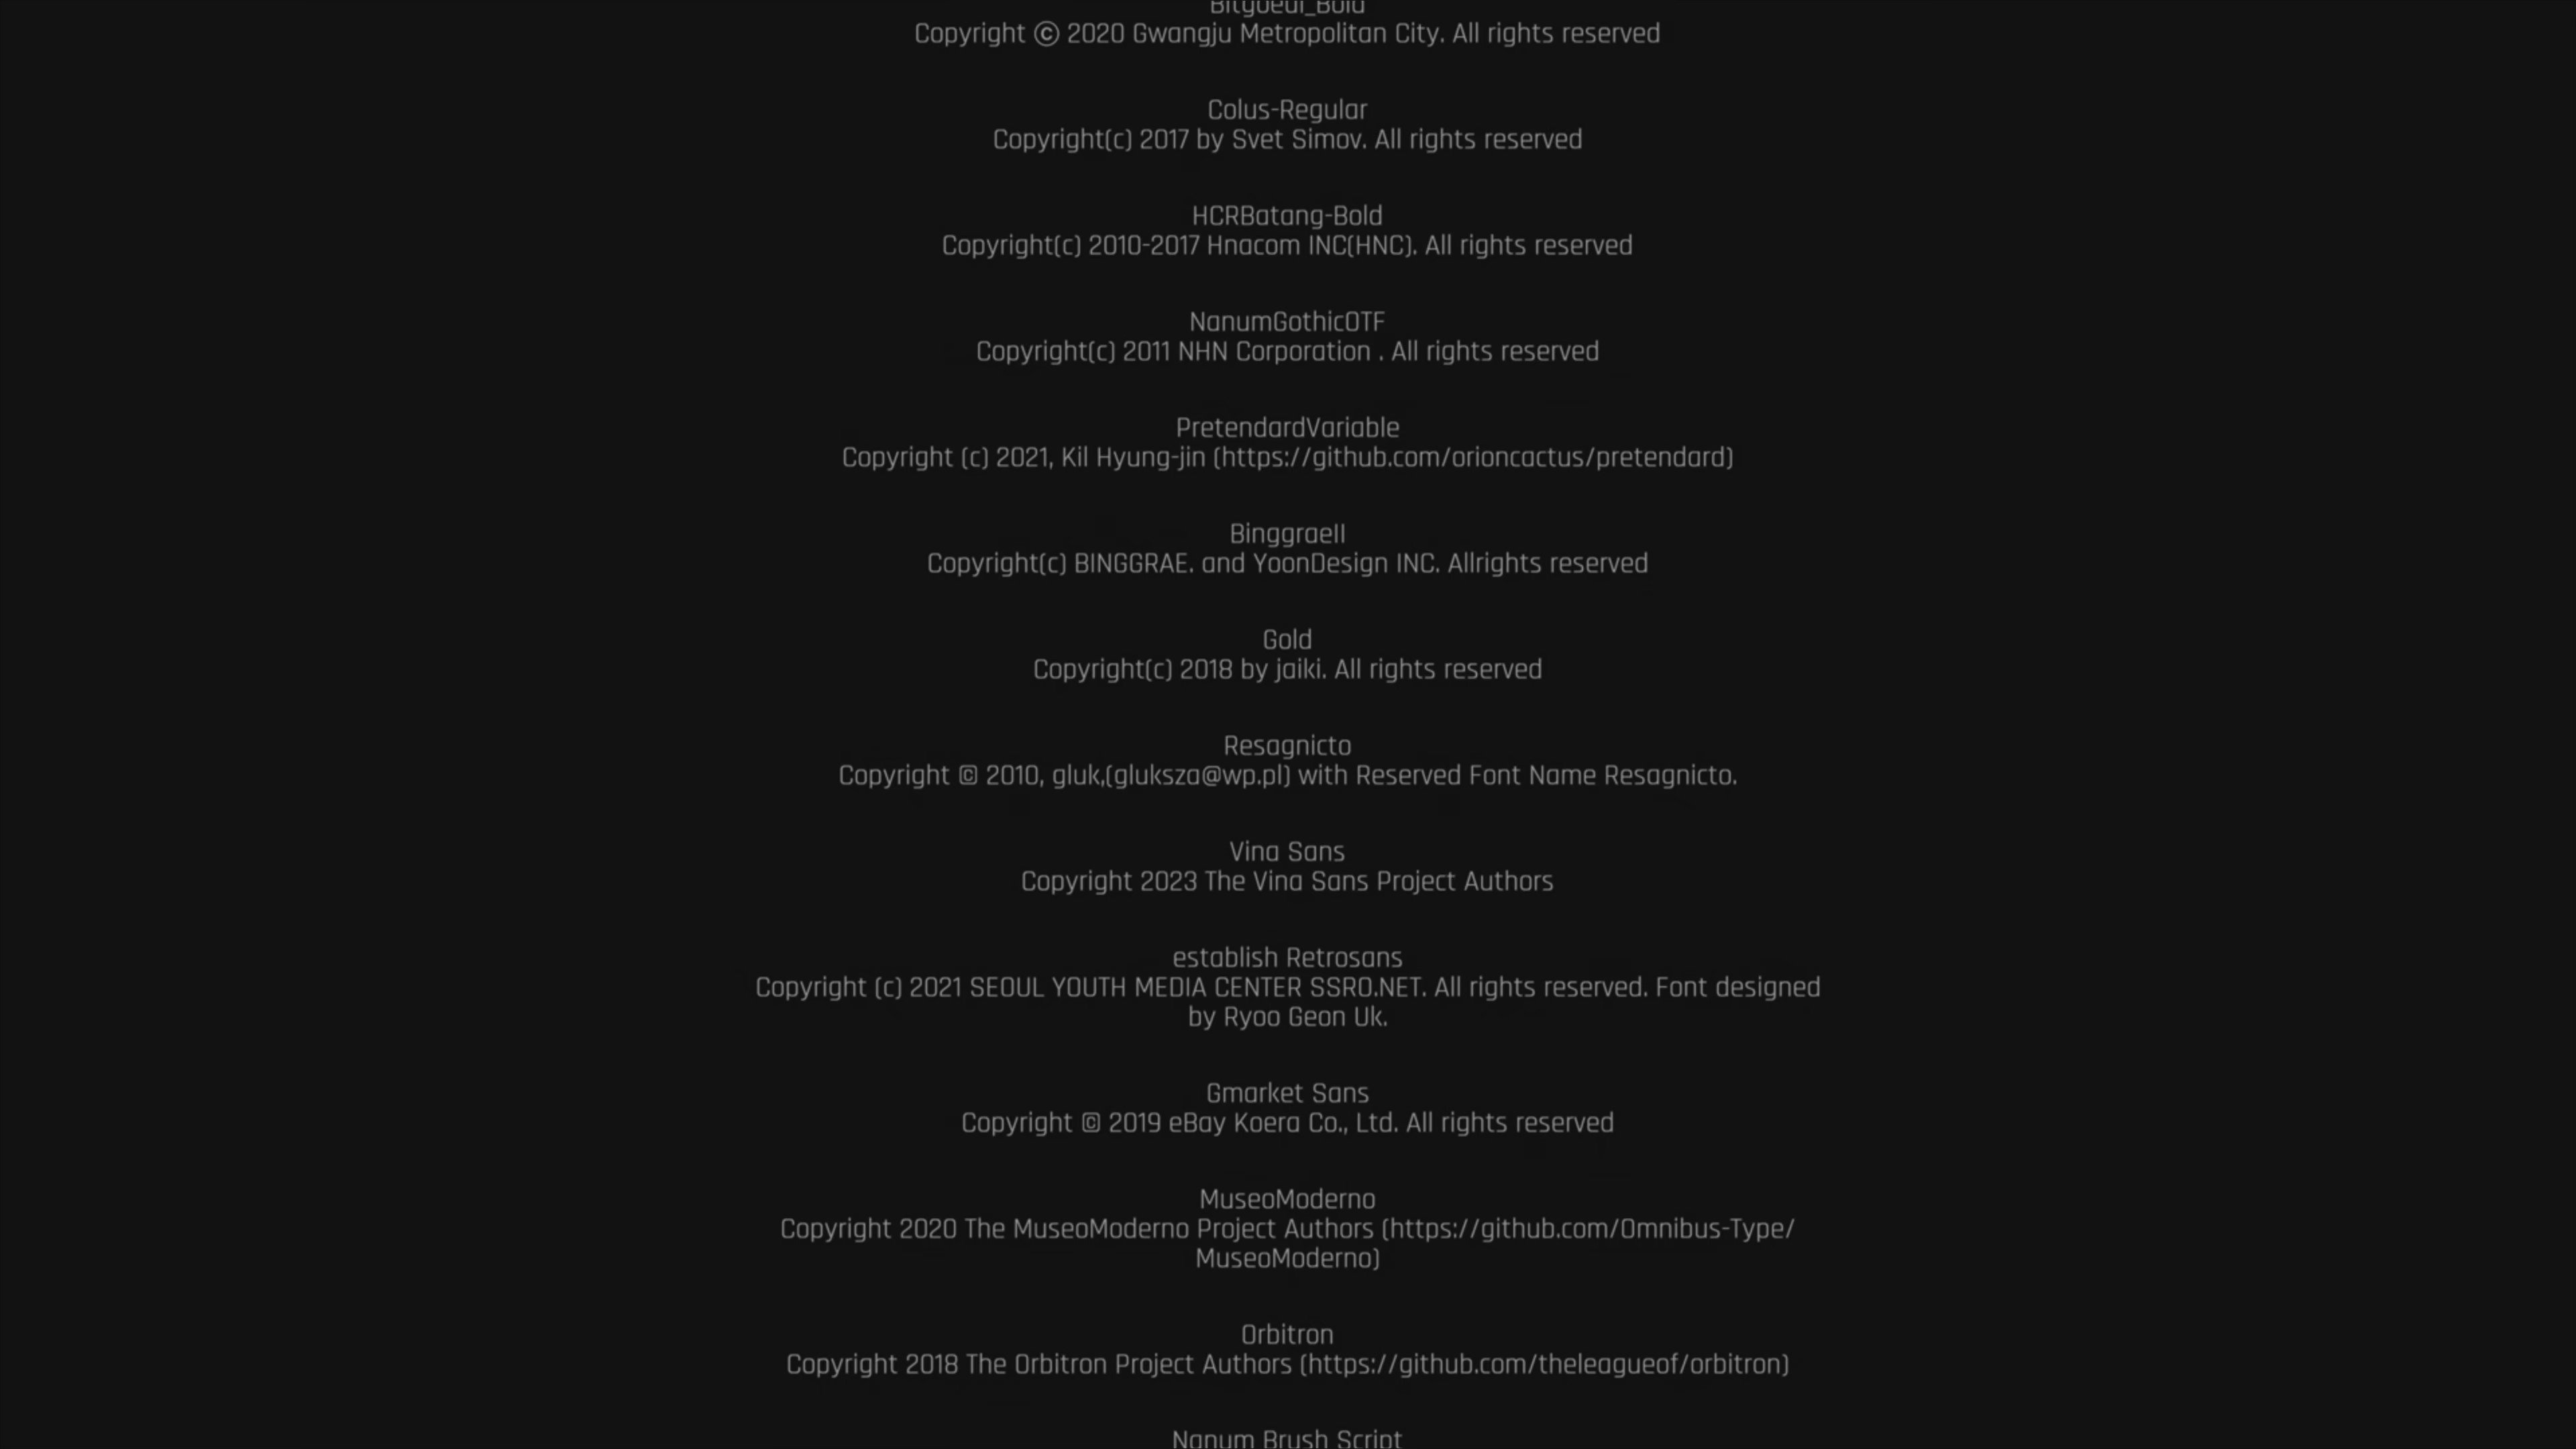 Copyright © 2020 Gwangju Metropolitan City. All rights reserved
Colus-Regular
Copyright(c) 2017 by Svet Simov. All rights reserved
HCRBatang-Bold
Copyright(c) 2010-2017 Hnacom INC(HNC). All rights reserved
NanumGothicOTF
Copyright(c) 2011 NHN Corporation . All rights reserved
PretendardVariable
Copyright (c) 2021, Kil Hyung-jin (https://github.com/orioncactus/pretendard)
BinggraeII
Copyright(c) BINGGRAE. and YoonDesign INC. Allrights reserved
Gold
Copyright(c) 2018 by jaiki. All rights reserved
Resagnicto
Copyright © 2010, gluk,(gluksza@wp.pl) with Reserved Font Name Resagnicto.
Vina Sans
Copyright 2023 The Vina Sans Project Authors
establish Retrosans
Copyright (c) 2021 SEOUL YOUTH MEDIA CENTER SSRO.NET. All rights reserved. Font designed
by Ryoo Geon Uk.
Gmarket Sans
Copyright © 2019 eBay Koera Co., Ltd. All rights reserved
MuseoModerno
Copyright 2020 The MuseoModerno Project Authors (https://github.com/Omnibus-Type/
MuseoModerno)
Orbitron
Copyright 2018 The Orbitron Project Authors (https://github.com/theleagueof/orbitron)
Nanum Brush Script